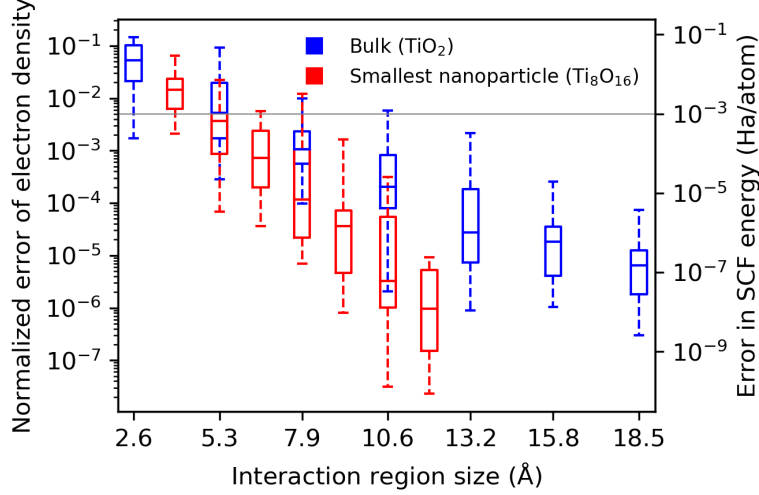 Normalized error of electron density
10⁻¹
10⁻²
10⁻³
10⁻⁴
10⁻⁵
10⁻⁶
10⁻⁷
Bulk (TiO₂)
Smallest nanoparticle (Ti₈O₁₆)
10⁻¹
10⁻³
10⁻⁵
10⁻⁷
10⁻⁹
Error in SCF energy (Ha/atom)
2.6 5.3 7.9 10.6 13.2 15.8 18.5
Interaction region size (Å)